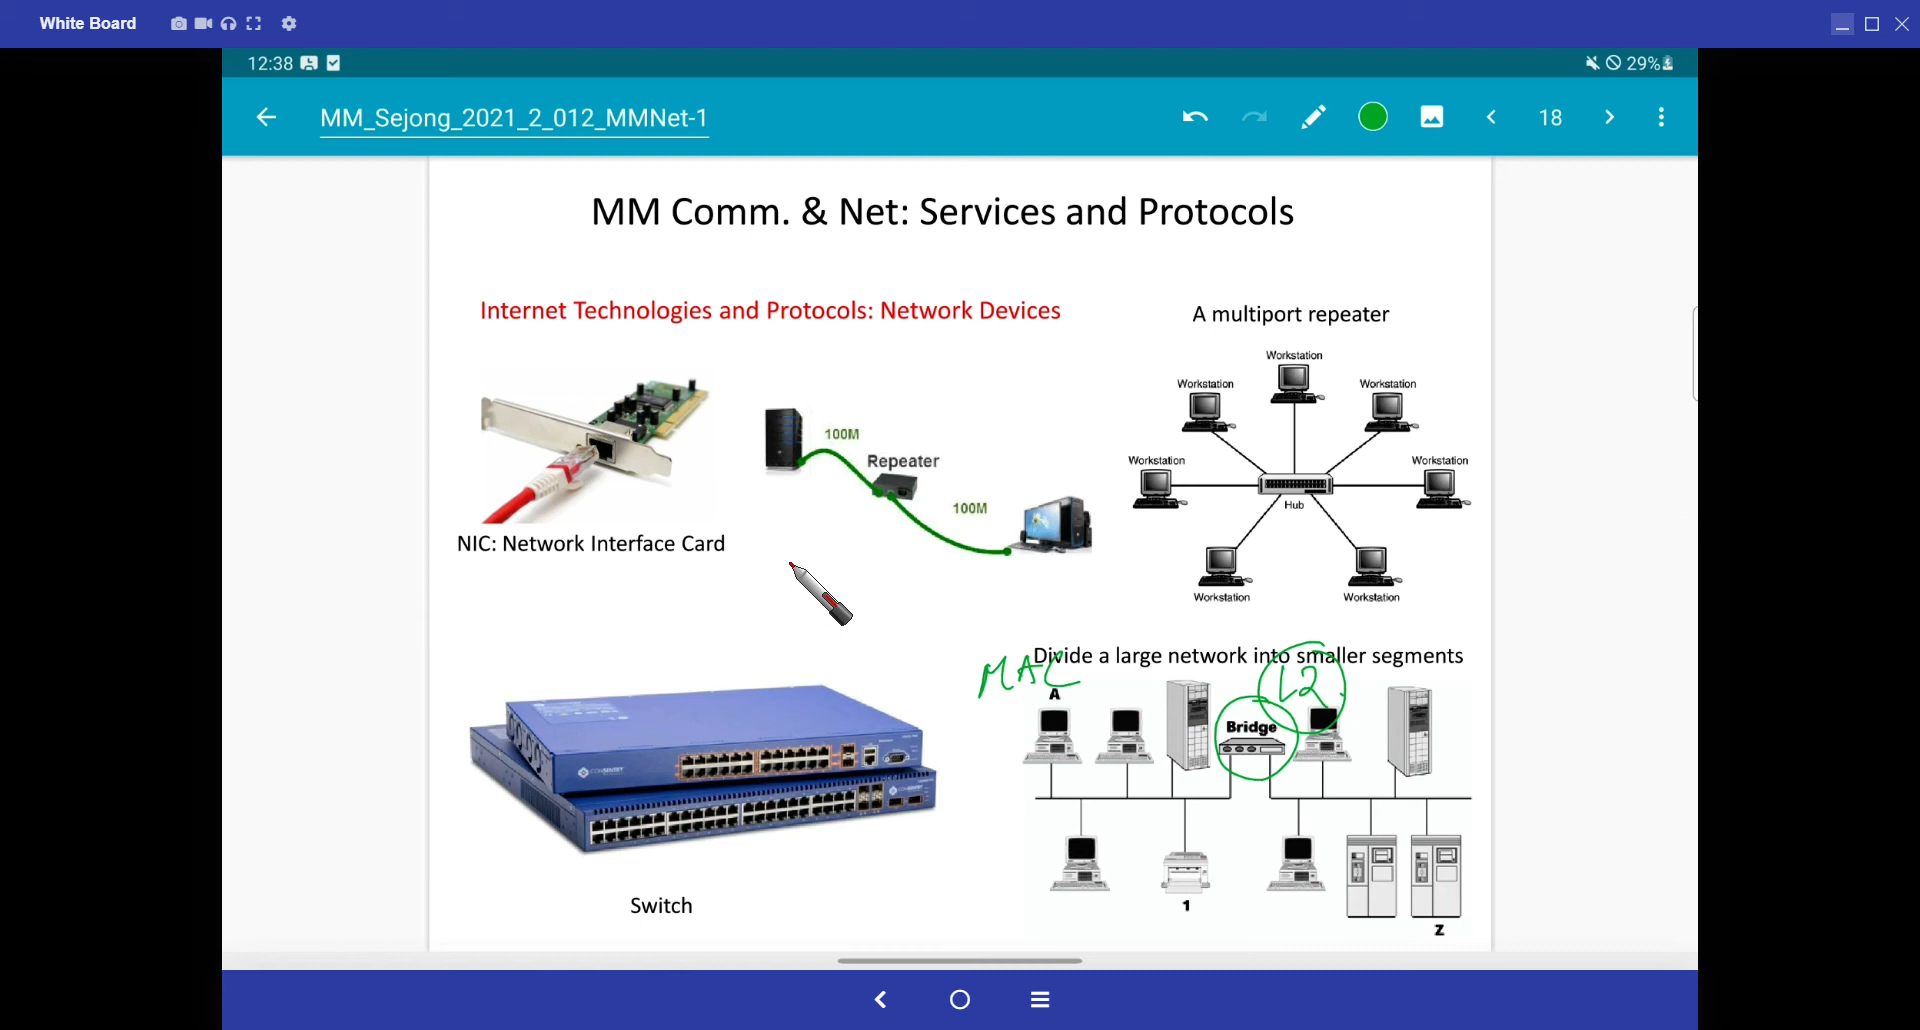 White Board
12:38
29%
MM_Sejong_2021_2_012_MMNet-1
18
MM Comm. & Net: Services and Protocols
Internet Technologies and Protocols: Network Devices
A multiport repeater
Workstation
Workstation
Workstation
100M
Repeater
Workstation
Workstation
100M
Hub
NIC: Network Interface Card
Workstation
Workstation
Divide a large network into smaller segments
MAC
L2
A
Bridge
CONSENTRY
Switch
1
Z